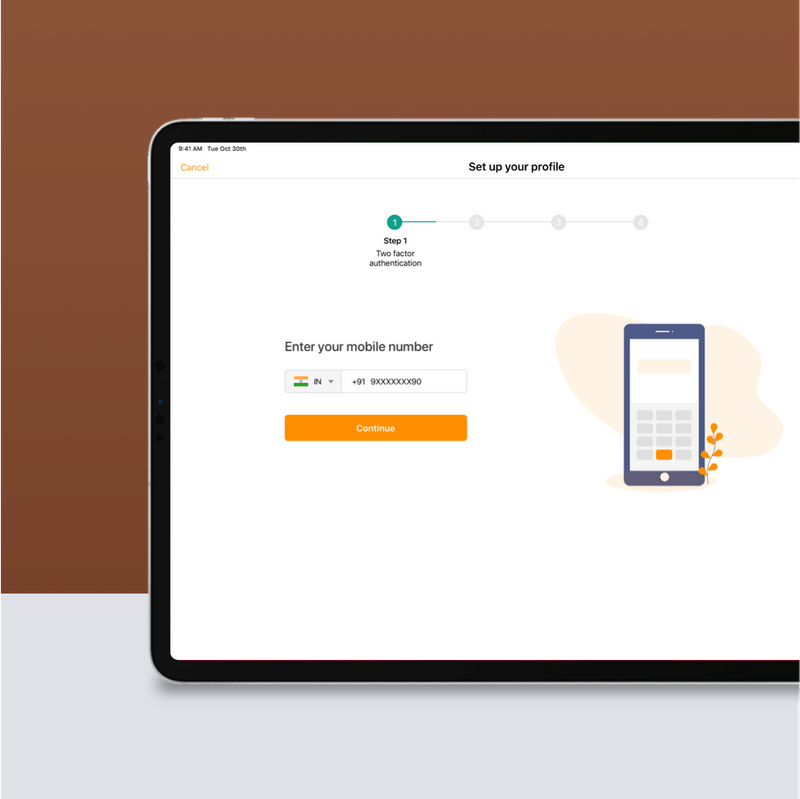 9:41 AM Tue Oct 30th
Cancel
Set up your profile
1
2
3
4
Step 1
Two factor
authentication
Enter your mobile number
IN
+91 9XXXXXXX90
Continue